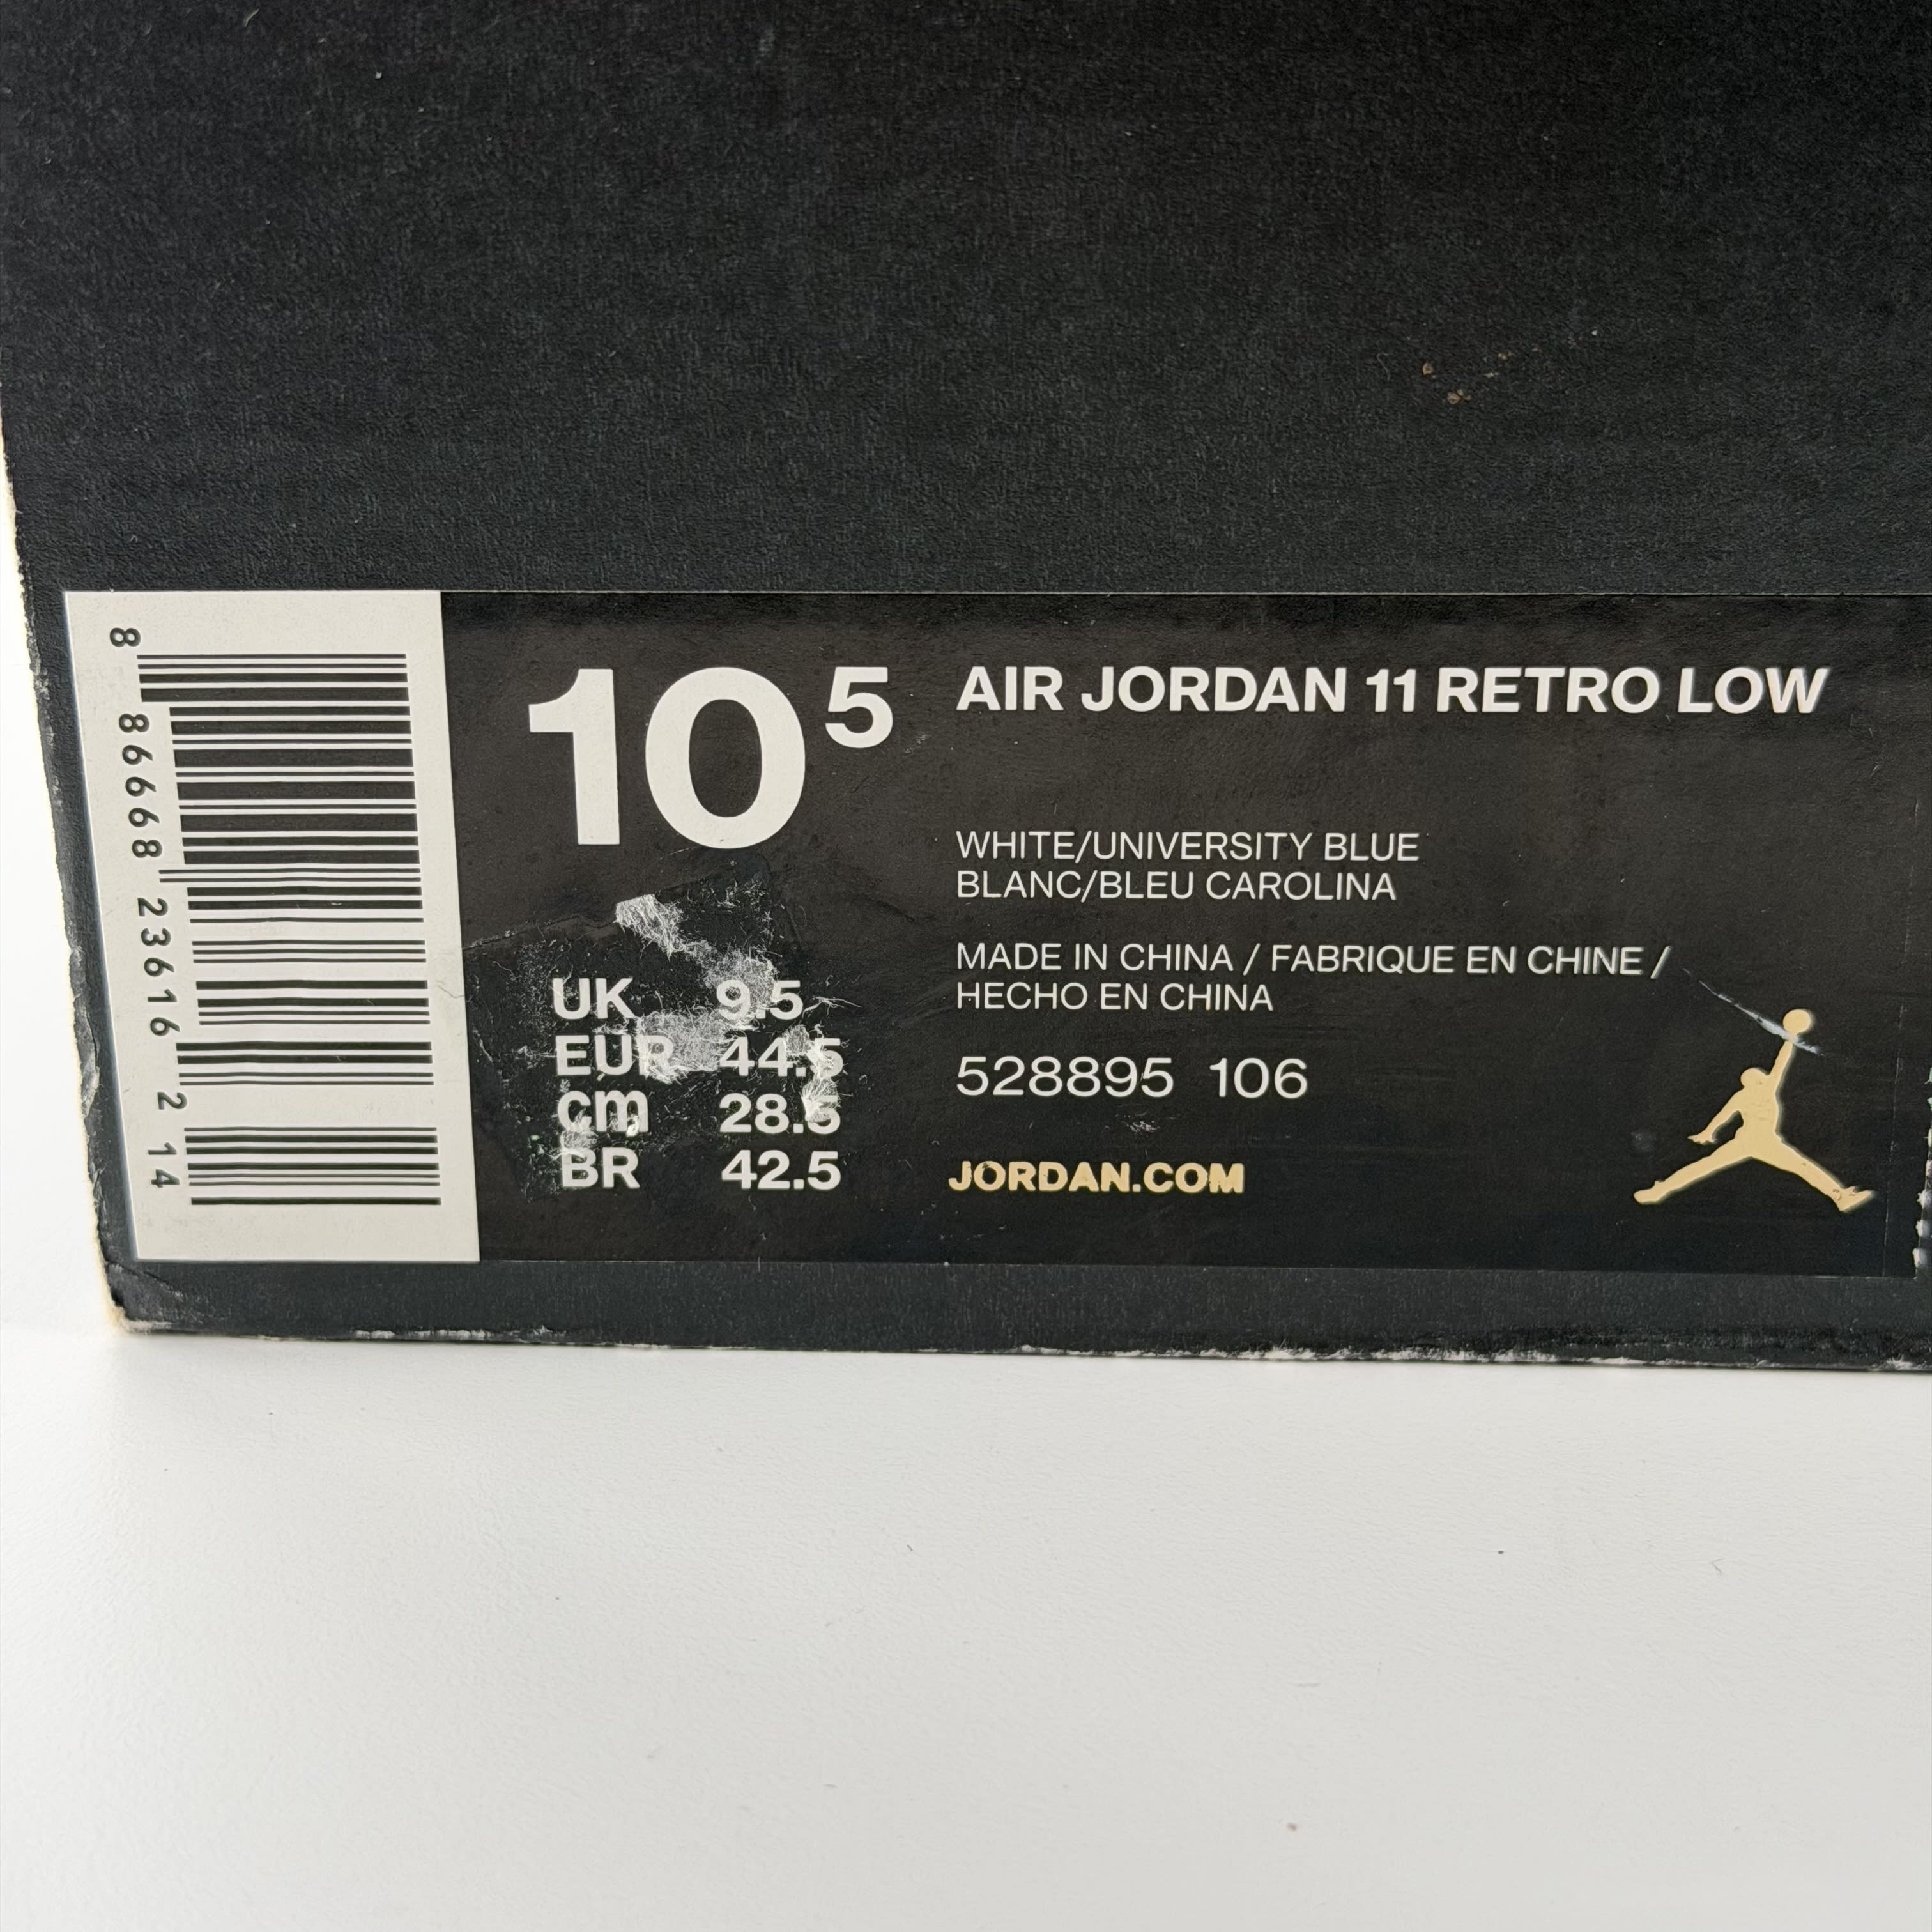 8 86668 23616 2 14
10 5
AIR JORDAN 11 RETRO LOW
WHITE/UNIVERSITY BLUE
BLANC/BLEU CAROLINA
MADE IN CHINA / FABRIQUE EN CHINE /
HECHO EN CHINA
UK 9.5
EUR 44.5
cm 28.5
BR 42.5
528895 106
JORDAN.COM